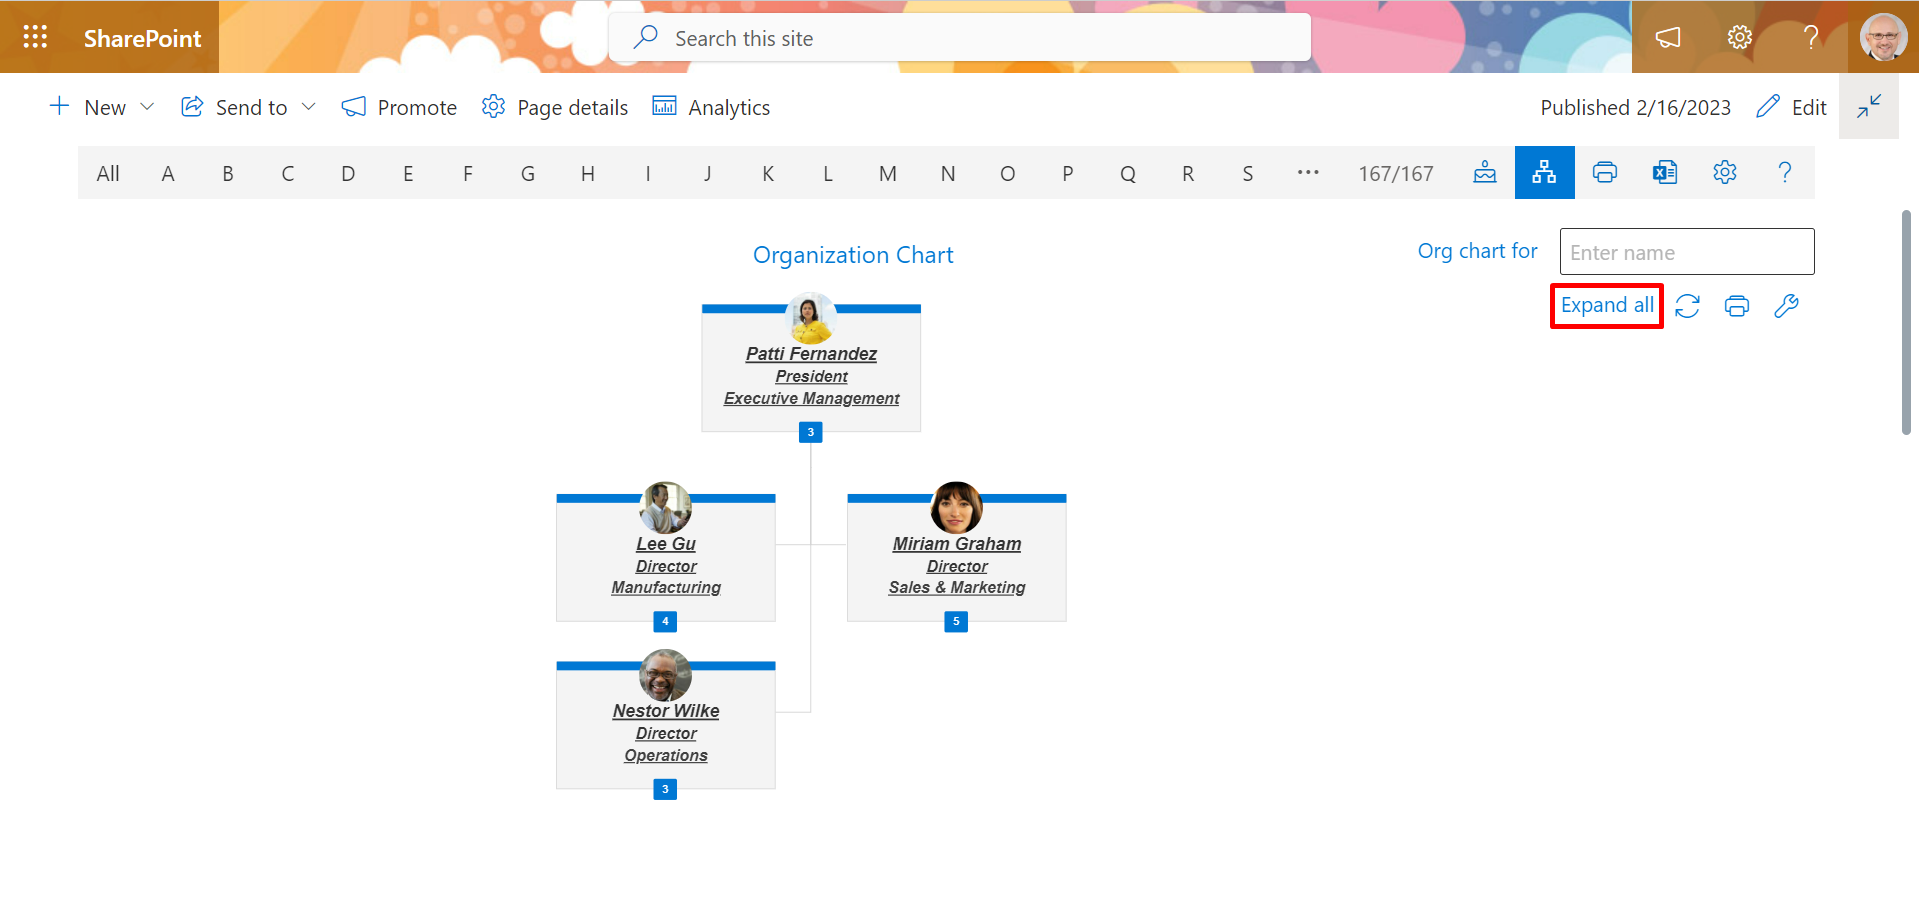 SharePoint
Search this site
?
New
Send to
Promote
Page details
Analytics
Published 2/16/2023
Edit
All A B C D E F G H I J K L M N O P Q R S ··· 167/167 ?
Organization Chart
Org chart for
Enter name
Expand all
Patti Fernandez
President
Executive Management
3
Lee Gu
Director
Manufacturing
4
Miriam Graham
Director
Sales & Marketing
5
Nestor Wilke
Director
Operations
3